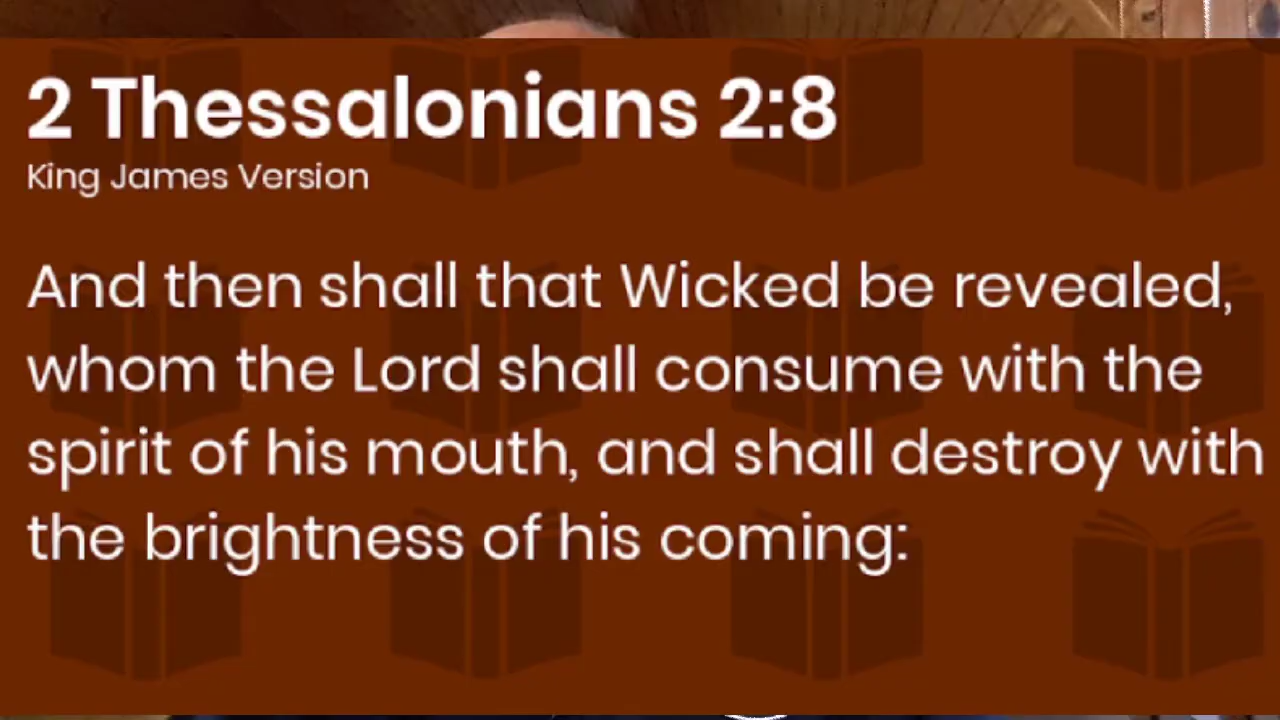 2 Thessalonians 2:8
King James Version
And then shall that Wicked be revealed,
whom the Lord shall consume with the
spirit of his mouth, and shall destroy with
the brightness of his coming: